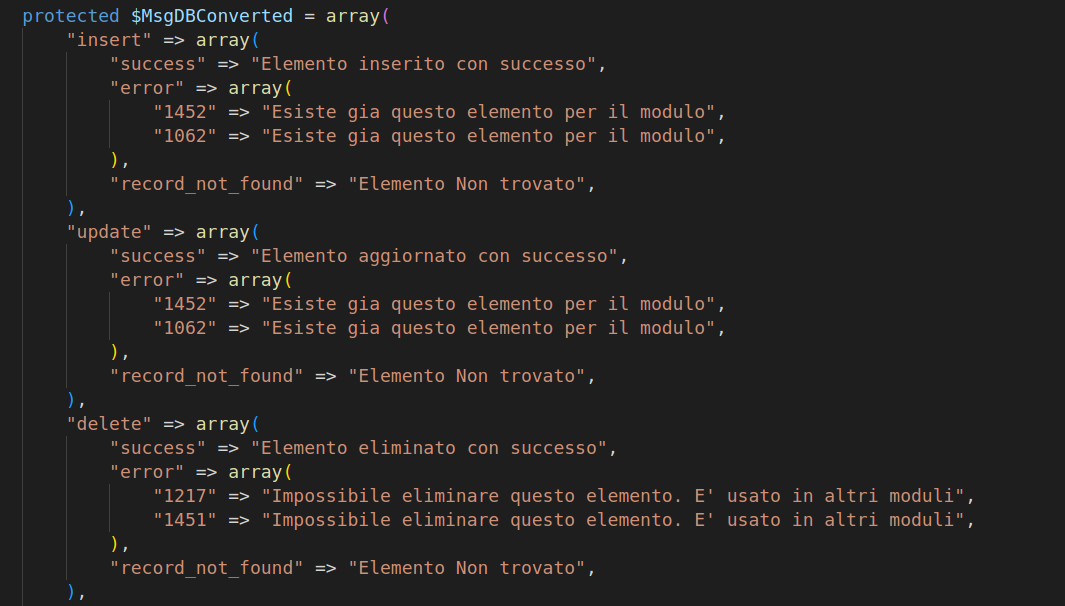 protected $MsgDBConverted = array(
    "insert" => array(
        "success" => "Elemento inserito con successo",
        "error" => array(
            "1452" => "Esiste gia questo elemento per il modulo",
            "1062" => "Esiste gia questo elemento per il modulo",
        ),
        "record_not_found" => "Elemento Non trovato",
    ),
    "update" => array(
        "success" => "Elemento aggiornato con successo",
        "error" => array(
            "1452" => "Esiste gia questo elemento per il modulo",
            "1062" => "Esiste gia questo elemento per il modulo",
        ),
        "record_not_found" => "Elemento Non trovato",
    ),
    "delete" => array(
        "success" => "Elemento eliminato con successo",
        "error" => array(
            "1217" => "Impossibile eliminare questo elemento. E' usato in altri moduli",
            "1451" => "Impossibile eliminare questo elemento. E' usato in altri moduli",
        ),
        "record_not_found" => "Elemento Non trovato",
    ),